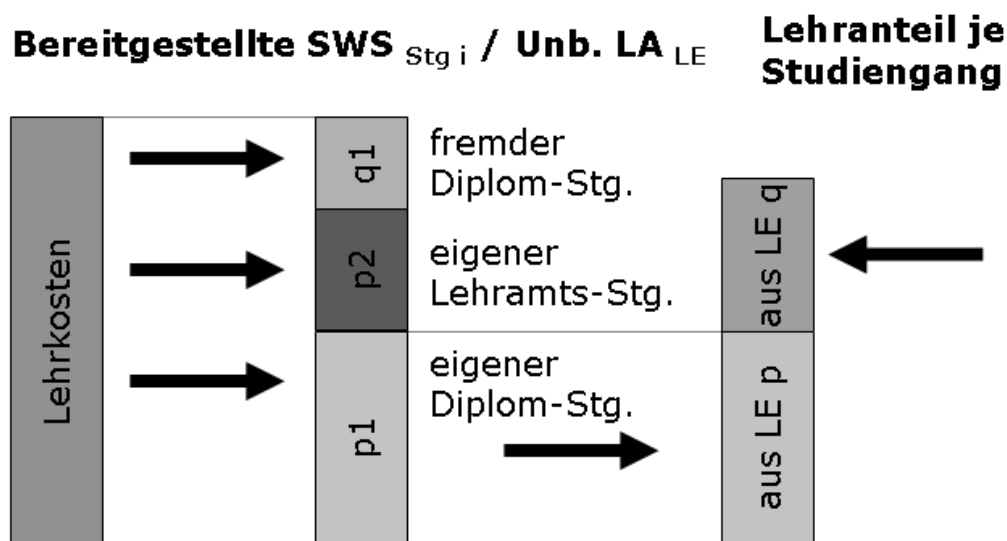 Bereitgestellte SWS Stg i / Unb. LA LE
Lehranteil je
Studiengang
Lehrkosten
q1
fremder
Diplom-Stg.
p2
eigener
Lehramts-Stg.
p1
eigener
Diplom-Stg.
aus LE q
aus LE p